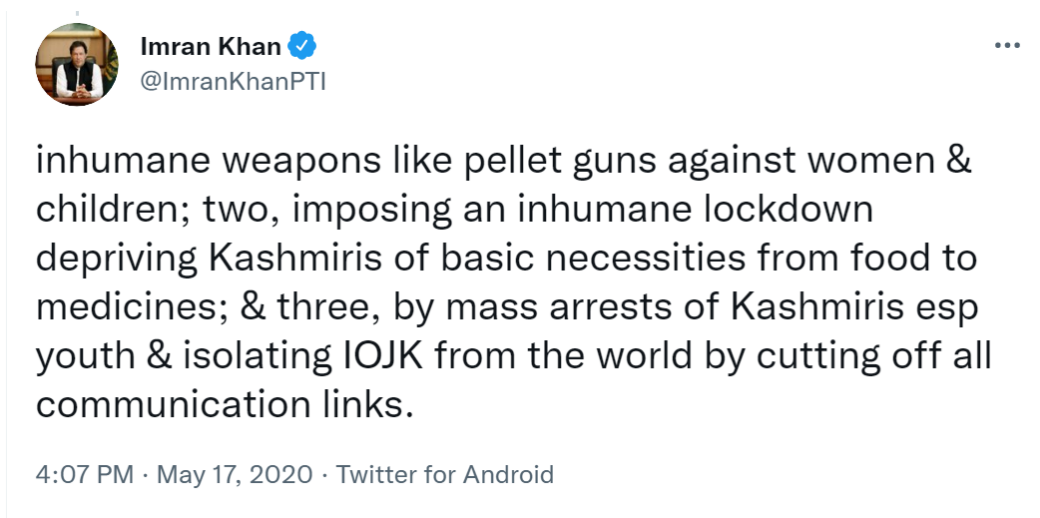 Imran Khan
@ImranKhanPTI
inhumane weapons like pellet guns against women &
children; two, imposing an inhumane lockdown
depriving Kashmiris of basic necessities from food to
medicines; & three, by mass arrests of Kashmiris esp
youth & isolating IOJK from the world by cutting off all
communication links.
4:07 PM · May 17, 2020 · Twitter for Android